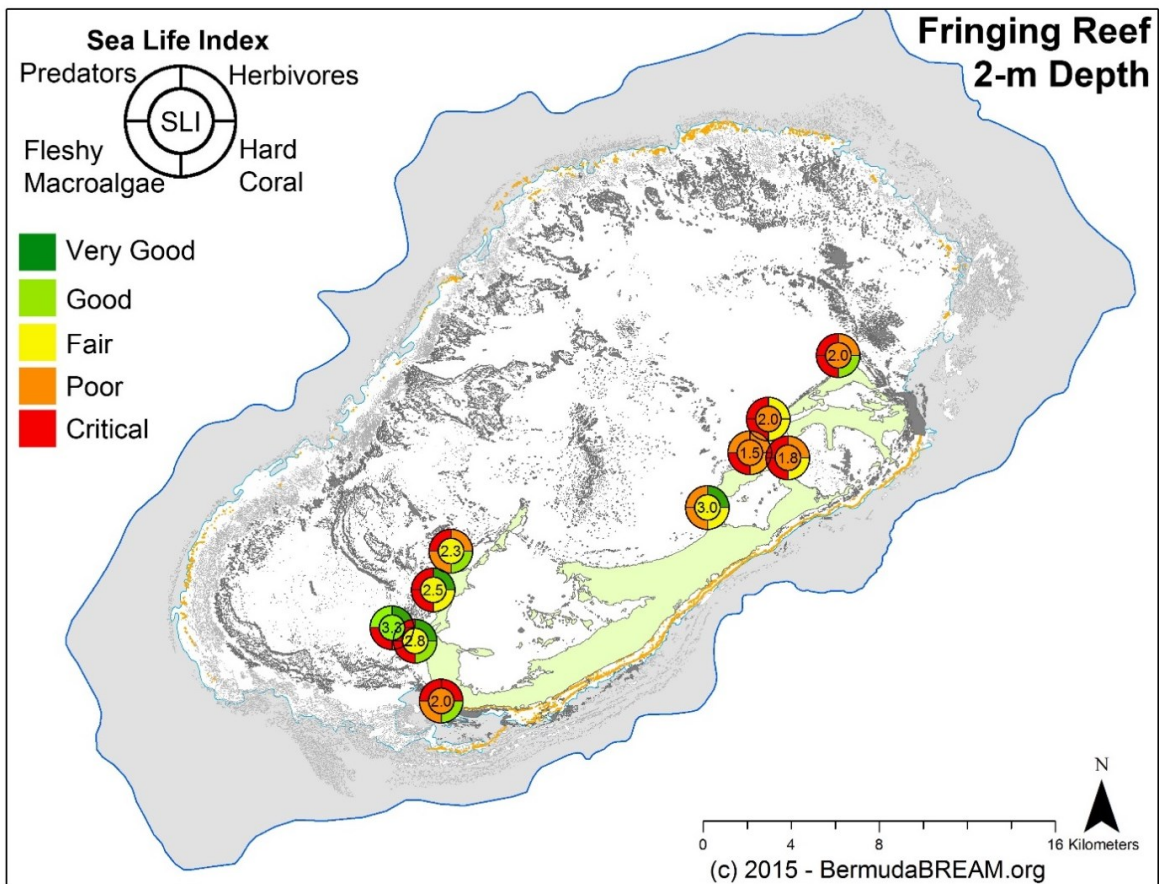 Sea Life Index
Predators
Herbivores
SLI
Fleshy
Macroalgae
Hard
Coral
Fringing Reef
2-m Depth
Very Good
Good
Fair
Poor
Critical
2.0
2.0
1.5
1.8
3.0
2.3
2.5
3.3
2.8
2.0
N
0 4 8 16 Kilometers
(c) 2015 - BermudaBREAM.org